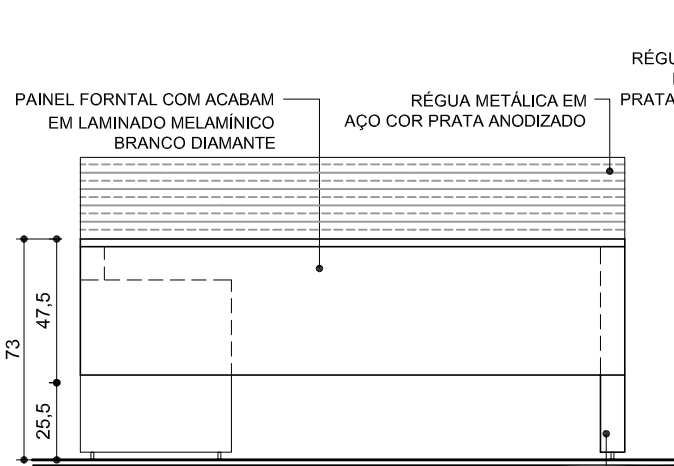 PAINEL FORNTAL COM ACABAM
EM LAMINADO MELAMÍNICO
BRANCO DIAMANTE
RÉGUA METÁLICA EM
AÇO COR PRATA ANODIZADO
PRATA
73
47,5
25,5